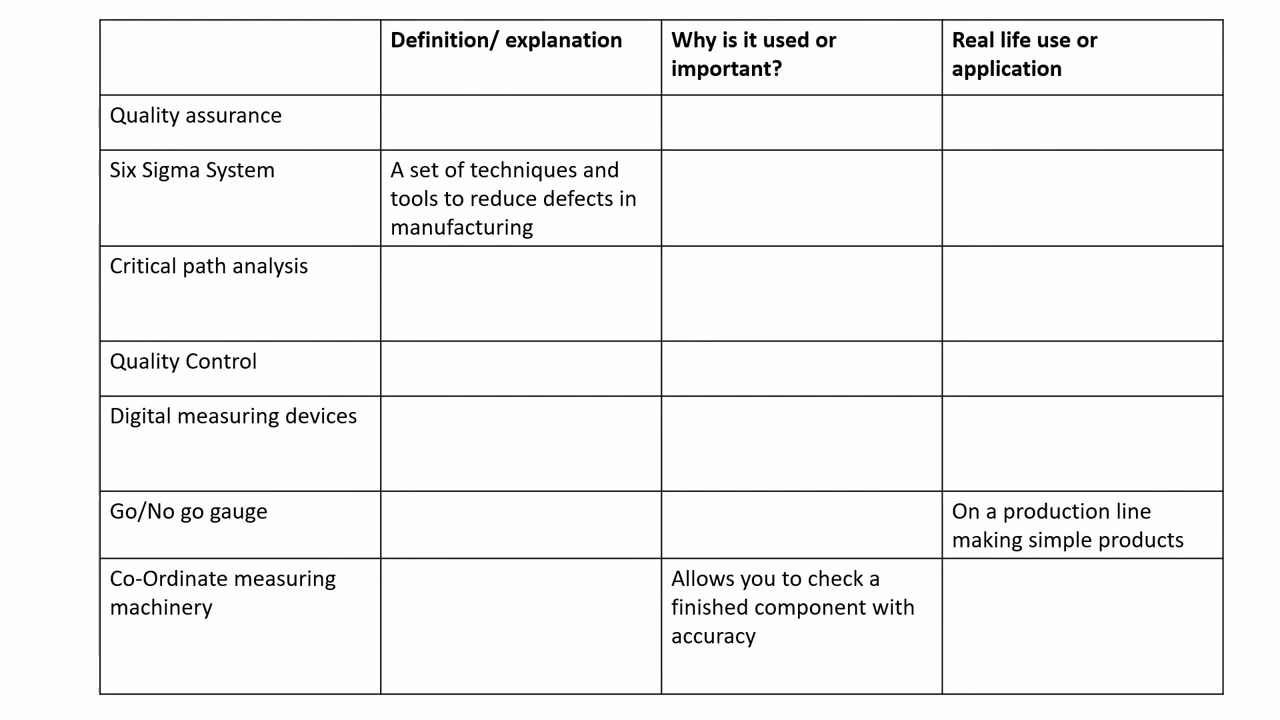 Definition/ explanation
Why is it used or
important?
Real life use or
application
Quality assurance
Six Sigma System
A set of techniques and
tools to reduce defects in
manufacturing
Critical path analysis
Quality Control
Digital measuring devices
Go/No go gauge
On a production line
making simple products
Co-Ordinate measuring
machinery
Allows you to check a
finished component with
accuracy